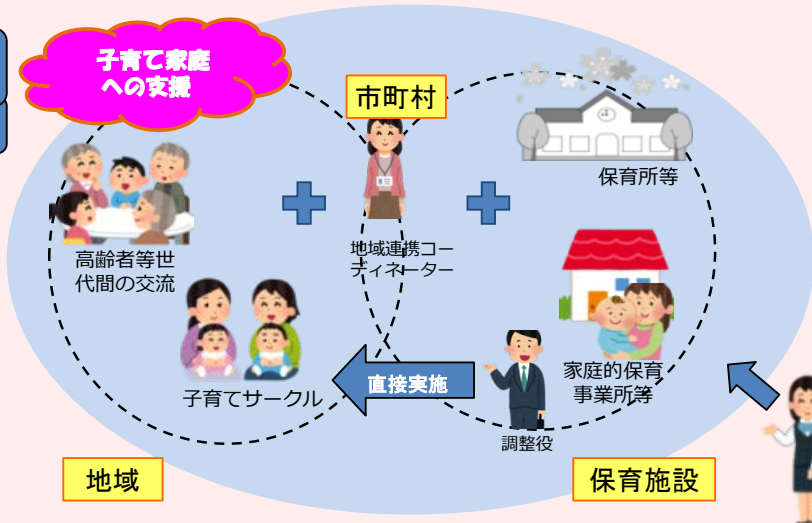 子育て家庭
への支援
市町村
保育所等
高齢者等世
代間の交流
地域連携コー
ディネーター
子育てサークル
直接実施
家庭的保育
事業所等
調整役
地域
保育施設